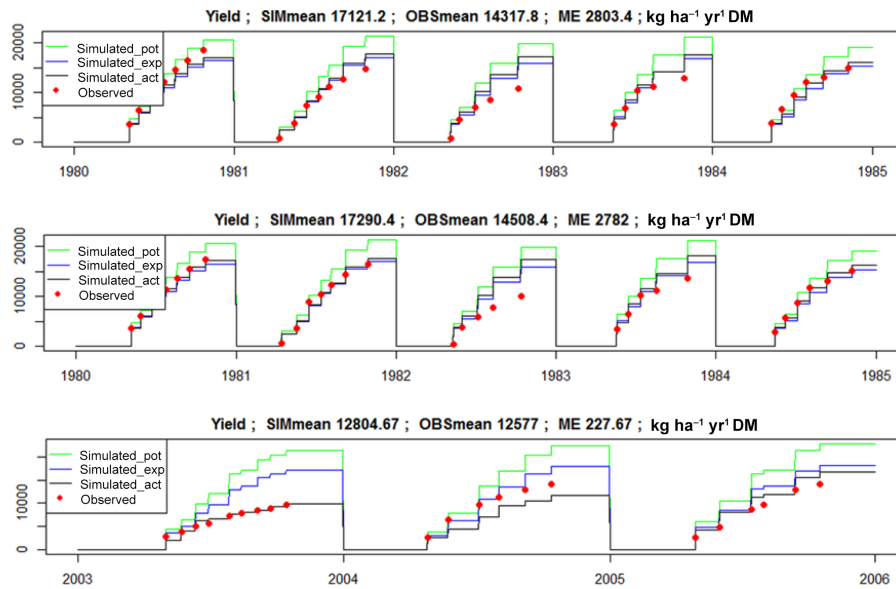 Yield ; SIMmean 17121.2 ; OBSmean 14317.8 ; ME 2803.4 ; kg ha⁻¹ yr¹ DM
20000
10000
0
Simulated_pot
Simulated_exp
Simulated_act
Observed
1980 1981 1982 1983 1984 1985
Yield ; SIMmean 17290.4 ; OBSmean 14508.4 ; ME 2782 ; kg ha⁻¹ yr¹ DM
20000
10000
0
Simulated_pot
Simulated_exp
Simulated_act
Observed
1980 1981 1982 1983 1984 1985
Yield ; SIMmean 12804.67 ; OBSmean 12577 ; ME 227.67 ; kg ha⁻¹ yr¹ DM
10000
0
Simulated_pot
Simulated_exp
Simulated_act
Observed
2003 2004 2005 2006